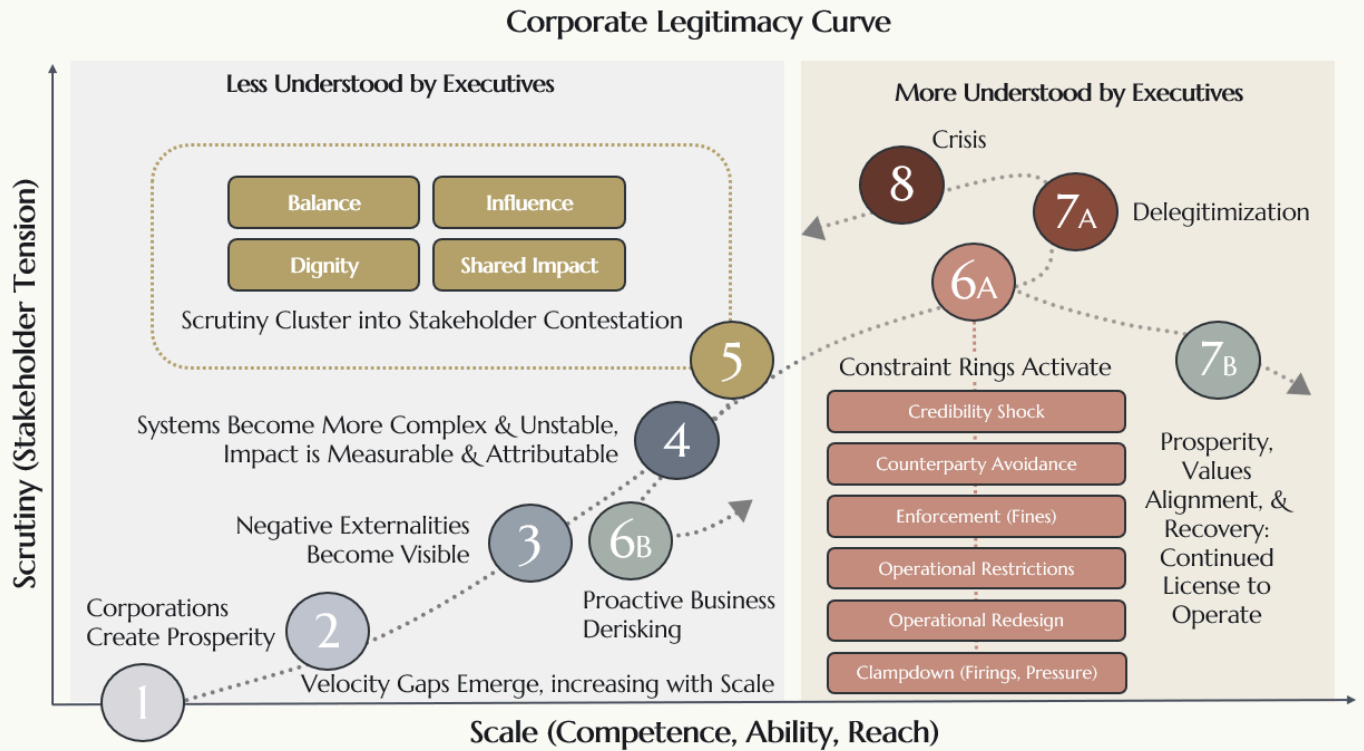 Corporate Legitimacy Curve
Less Understood by Executives
More Understood by Executives
Balance
Influence
Dignity
Shared Impact
Scrutiny Cluster into Stakeholder Contestation
5
Systems Become More Complex & Unstable,
Impact is Measurable & Attributable
4
Negative Externalities
Become Visible
3
6B
Proactive Business
Derisking
Corporations
Create Prosperity
2
1
Velocity Gaps Emerge, increasing with Scale
Crisis
8
7A
Delegitimization
6A
7B
Constraint Rings Activate
Credibility Shock
Counterparty Avoidance
Enforcement (Fines)
Operational Restrictions
Operational Redesign
Clampdown (Firings, Pressure)
Prosperity,
Values
Alignment, &
Recovery:
Continued
License to
Operate
Scrutiny (Stakeholder Tension)
Scale (Competence, Ability, Reach)